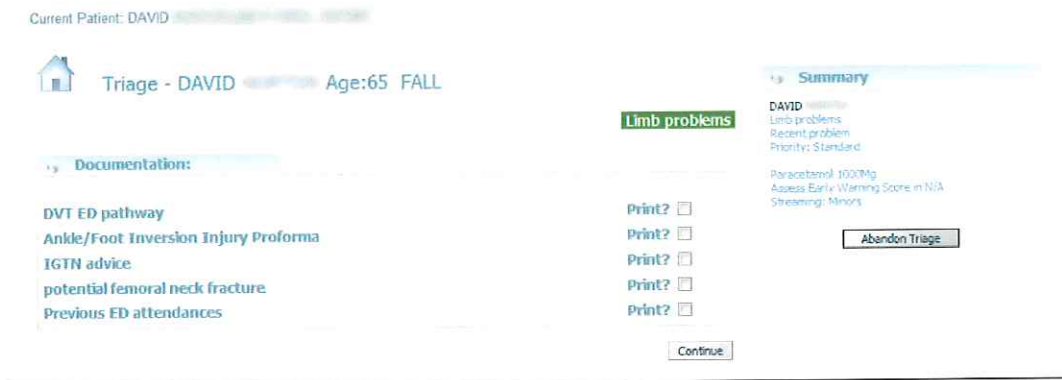 Current Patient: DAVID
Triage - DAVID Age:65 FALL
Limb problems
Documentation:
DVT ED pathway Print?
Ankle/Foot Inversion Injury Proforma Print?
IGTN advice Print?
potential femoral neck fracture Print?
Previous ED attendances Print?
Continue
Summary
DAVID
Limb problems
Recent problem
Priority: Standard
Paracetamol 1000Mg
Assess Early Warning Score in N/A
Streaming: Minors
Abandon Triage